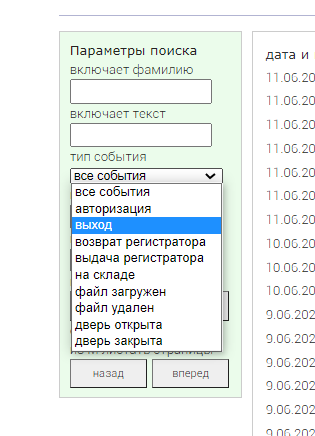 Параметры поиска
включает фамилию
включает текст
тип события
все события
все события
авторизация
выход
возврат регистратора
выдача регистратора
на складе
файл загружен
файл удален
дверь открыта
дверь закрыта
назад
вперед
дата и
11.06.20
11.06.20
11.06.20
11.06.20
11.06.20
11.06.20
11.06.20
10.06.20
10.06.20
10.06.20
9.06.202
9.06.202
9.06.202
9.06.202
9.06.202